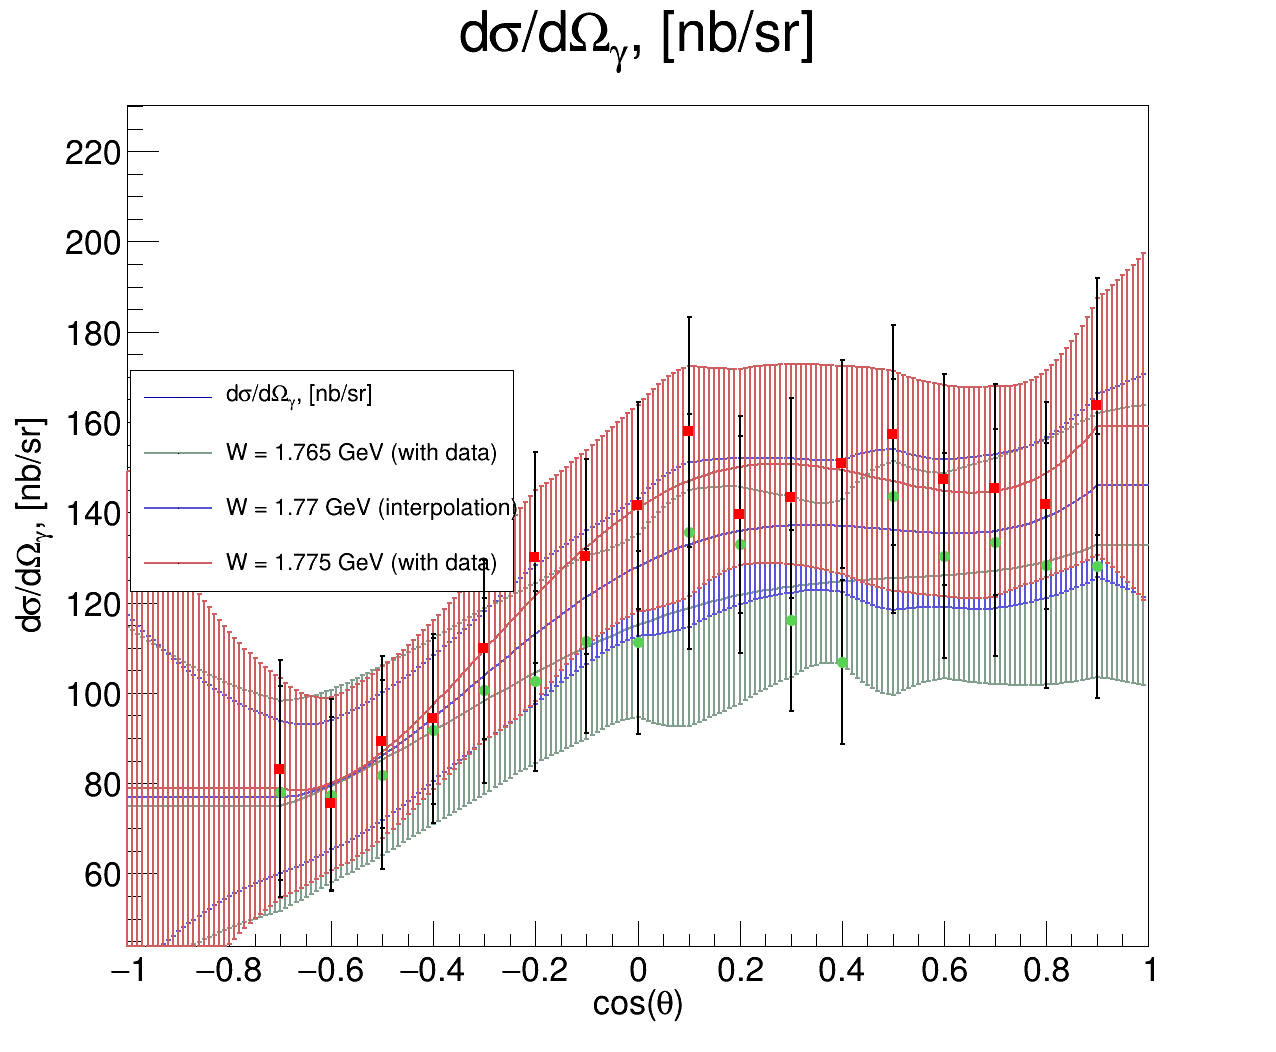 dσ/dΩγ, [nb/sr]
dσ/dΩγ, [nb/sr]
220
200
180
160
140
120
100
80
60
dσ/dΩγ, [nb/sr]
W = 1.765 GeV (with data)
W = 1.77 GeV (interpolation)
W = 1.775 GeV (with data)
−1 −0.8 −0.6 −0.4 −0.2 0 0.2 0.4 0.6 0.8 1
cos(θ)